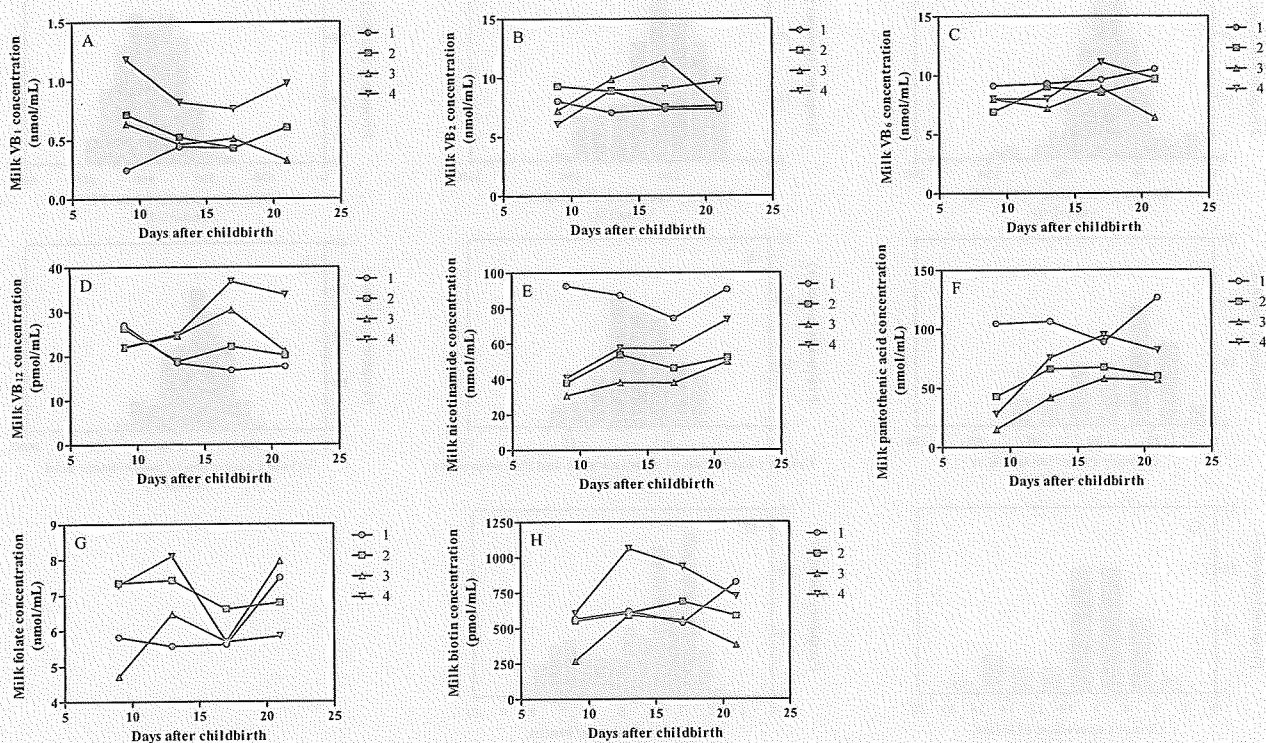 A
Milk VB1 concentration
(nmol/mL)
1.5
1.0
0.5
0.0
5 10 15 20 25
Days after childbirth
1
2
3
4
B
Milk VB2 concentration
(nmol/mL)
15
10
5
0
5 10 15 20 25
Days after childbirth
1
2
3
4
C
Milk VB6 concentration
(nmol/mL)
15
10
5
0
5 10 15 20 25
Days after childbirth
1
2
3
4
D
Milk VB12 concentration
(pmol/mL)
40
30
20
10
0
5 10 15 20 25
Days after childbirth
1
2
3
4
E
Milk nicotinamide concentration
(nmol/mL)
100
80
60
40
20
0
5 10 15 20 25
Days after childbirth
1
2
3
4
F
Milk pantothenic acid concentration
(nmol/mL)
150
100
50
0
5 10 15 20 25
Days after childbirth
1
2
3
4
G
Milk folate concentration
(nmol/mL)
9
8
7
6
5
4
5 10 15 20 25
Days after childbirth
1
2
3
4
H
Milk biotin concentration
(pmol/mL)
1250
1000
750
500
250
0
5 10 15 20 25
Days after childbirth
1
2
3
4